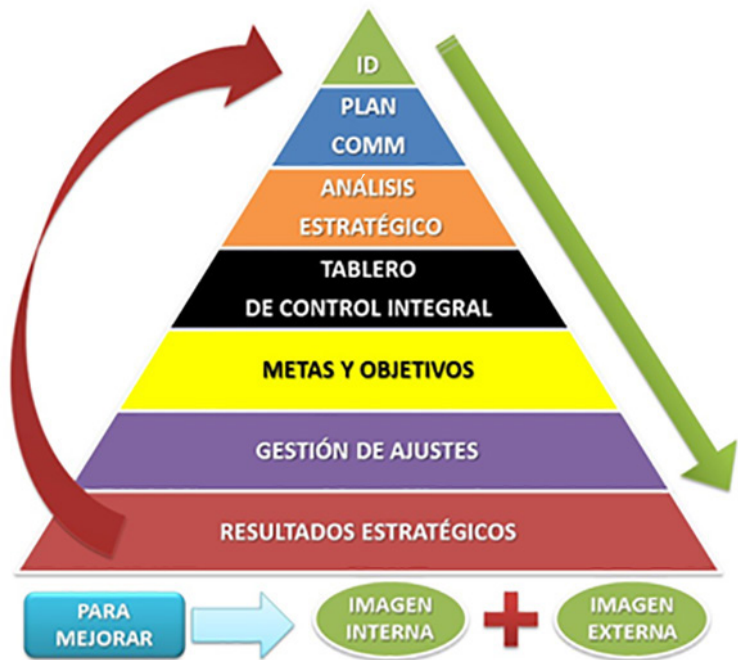 ID
PLAN
COMM
ANÁLISIS
ESTRATÉGICO
TABLERO
DE CONTROL INTEGRAL
METAS Y OBJETIVOS
GESTIÓN DE AJUSTES
RESULTADOS ESTRATÉGICOS
PARA
MEJORAR
IMAGEN
INTERNA
IMAGEN
EXTERNA